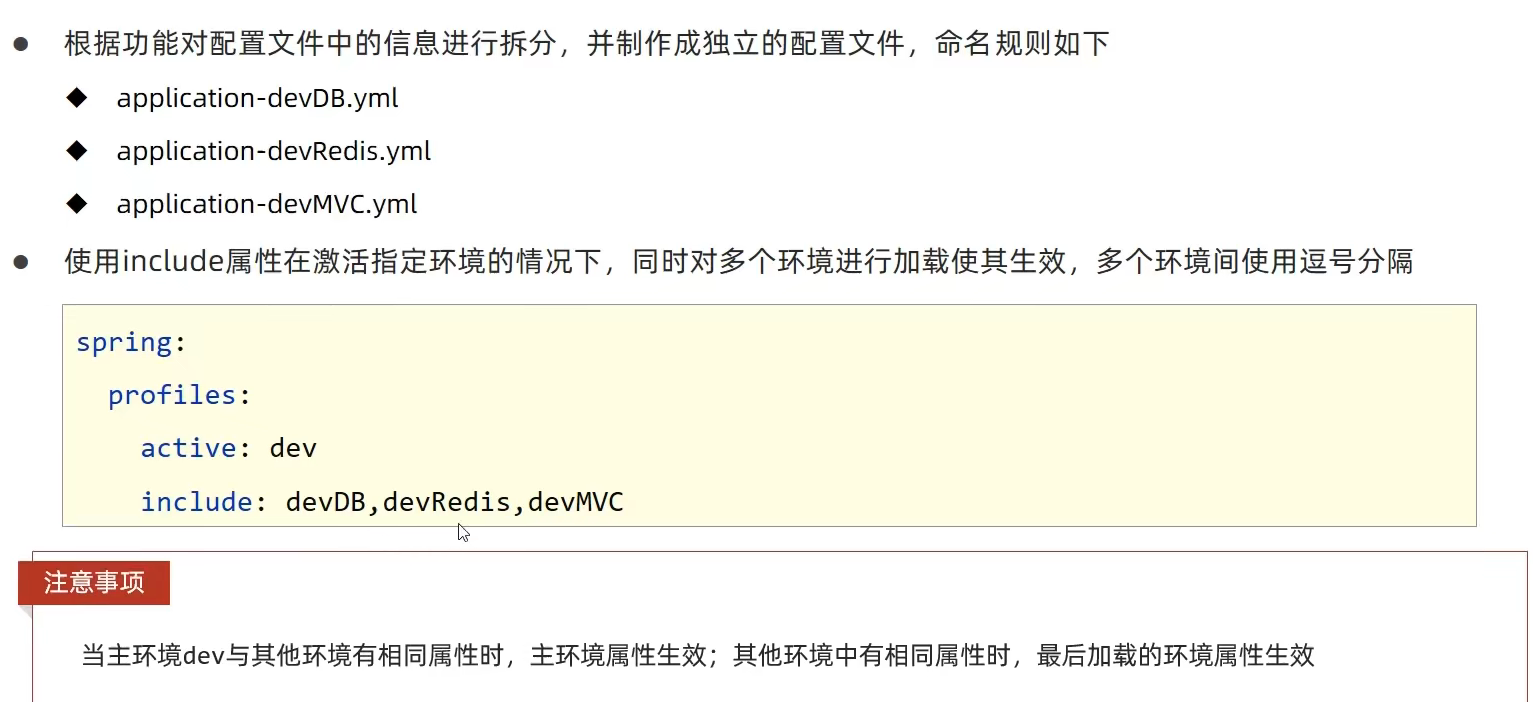 根据功能对配置文件中的信息进行拆分，并制作成独立的配置文件，命名规则如下
application-devDB.yml
application-devRedis.yml
application-devMVC.yml
使用include属性在激活指定环境的情况下，同时对多个环境进行加载使其生效，多个环境间使用逗号分隔
spring:
  profiles:
    active: dev
    include: devDB,devRedis,devMVC
注意事项
当主环境dev与其他环境有相同属性时，主环境属性生效；其他环境中有相同属性时，最后加载的环境属性生效